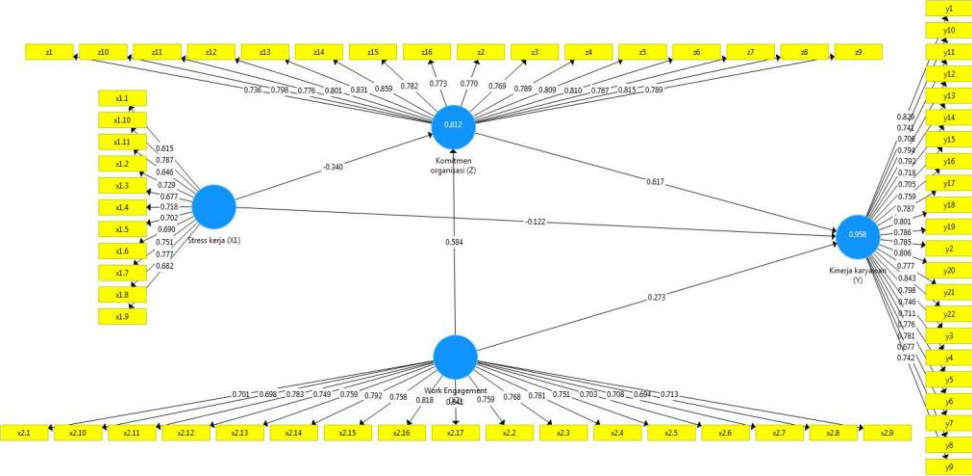 y1
y10
z1 z10 z11 z12 z13 z14 z15 z16 z2 z3 z4 z5 z6 z7 z8 z9
y11
y12
0.736 0.798 0.776 0.801 0.831 0.859 0.782 0.773 0.770 0.769 0.789 0.809 0.810 0.787 0.815 0.789
y13
x1.1
x1.10
x1.11
x1.2
x1.3
x1.4
x1.5
x1.6
x1.7
x1.8
x1.9
0.615
0.787
0.646
0.729
0.677
0.718
0.702
0.690
0.751
0.777
0.682
Stress kerja (X1)
0.812
Komitmen
organisasi (Z)
-0.340
0.617
-0.122
0.584
0.273
0.958
Kinerja karyawan
(Y)
0.829
0.741
0.706
0.794
0.792
0.718
0.705
0.759
0.787
0.801
0.786
0.785
0.806
0.777
0.843
0.798
0.746
0.711
0.776
0.781
0.677
0.742
y14
y15
y16
y17
y18
y19
y2
y20
y21
y22
y3
y4
y5
y6
y7
y8
y9
Work Engagement
0.701 0.698 0.783 0.749 0.759 0.792 0.758 0.818 0.759 0.768 0.781 0.751 0.703 0.708 0.694 0.713
x2.1 x2.10 x2.11 x2.12 x2.13 x2.14 x2.15 x2.16 x2.17 x2.2 x2.3 x2.4 x2.5 x2.6 x2.7 x2.8 x2.9